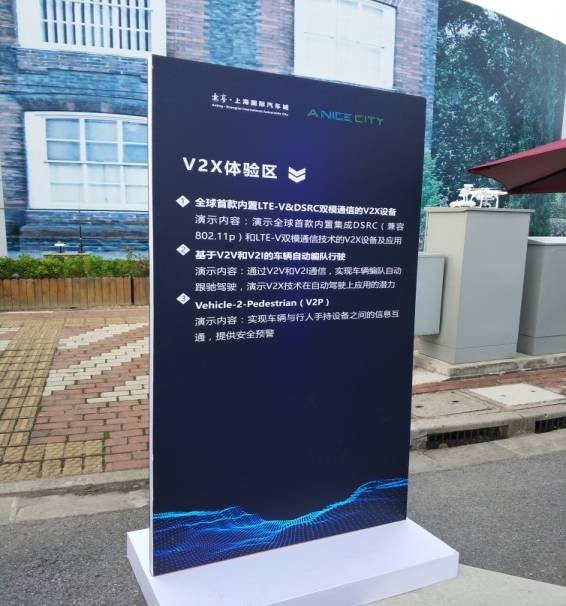 安亭·上海国际汽车城
Anting · Shanghai International Automobile City
A NICE CITY
V2X体验区
1 全球首款内置LTE-V&DSRC双模通信的V2X设备
演示内容：演示全球首款内置集成DSRC（兼容
802.11p）和LTE-V双模通信技术的V2X设备及应用
2 基于V2V和V2I的车辆自动编队行驶
演示内容：通过V2V和V2I通信，实现车辆编队自动
跟驰驾驶，演示V2X技术在自动驾驶上应用的潜力
3 Vehicle-2-Pedestrian（V2P）
演示内容：实现车辆与行人手持设备之间的信息互
通，提供安全预警